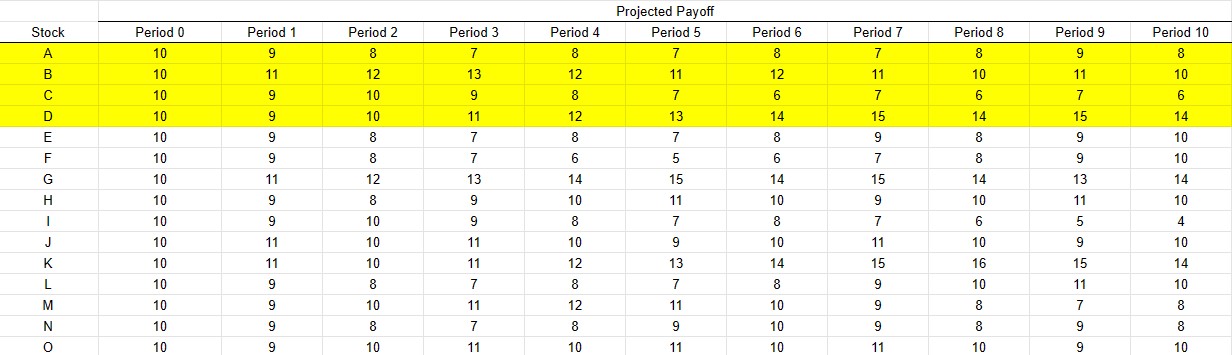 Projected Payoff
Stock Period 0 Period 1 Period 2 Period 3 Period 4 Period 5 Period 6 Period 7 Period 8 Period 9 Period 10
A 10 9 8 7 8 7 8 7 8 9 8
B 10 11 12 13 12 11 12 11 10 11 10
C 10 9 10 9 8 7 6 7 6 7 6
D 10 9 10 11 12 13 14 15 14 15 14
E 10 9 8 7 8 7 8 9 8 9 10
F 10 9 8 7 6 5 6 7 8 9 10
G 10 11 12 13 14 15 14 15 14 13 14
H 10 9 8 9 10 11 10 9 10 11 10
I 10 9 10 9 8 7 8 7 6 5 4
J 10 11 10 11 10 9 10 11 10 9 10
K 10 11 10 11 12 13 14 15 16 15 14
L 10 9 8 7 8 7 8 9 10 11 10
M 10 9 10 11 12 11 10 9 8 7 8
N 10 9 8 7 8 9 10 9 8 9 8
O 10 9 10 11 10 11 10 11 10 9 10